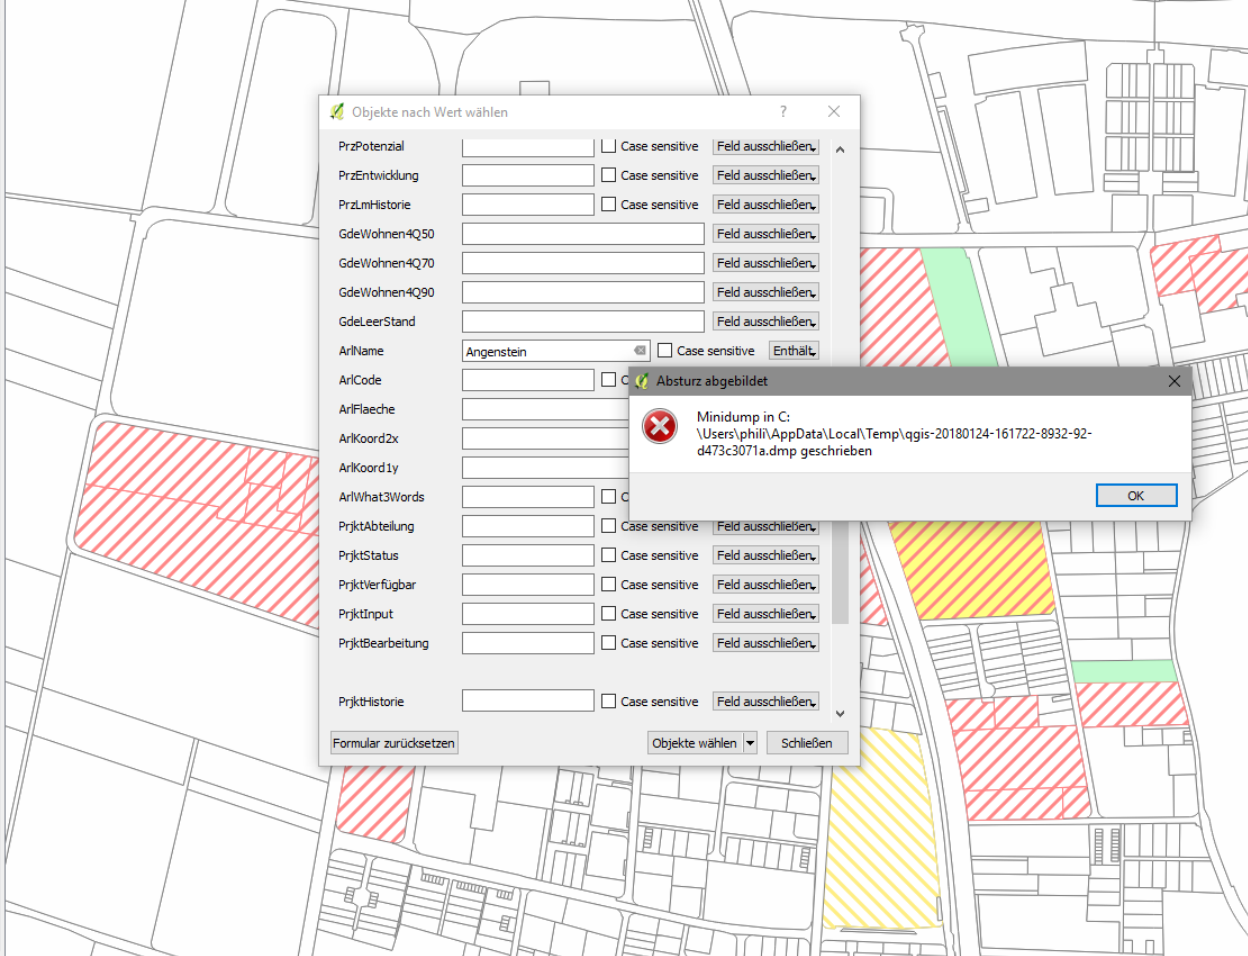 Objekte nach Wert wählen ?
PrzPotenzial Case sensitive Feld ausschließen
PrzEntwicklung Case sensitive Feld ausschließen
PrzLmHistorie Case sensitive Feld ausschließen
GdeWohnen4Q50 Feld ausschließen
GdeWohnen4Q70 Feld ausschließen
GdeWohnen4Q90 Feld ausschließen
GdeLeerStand Feld ausschließen
ArlName Angenstein Case sensitive Enthält
ArlCode C
Absturz abgebildet
ArlFlaeche
Minidump in C:
\Users\phili\AppData\Local\Temp\qgis-20180124-161722-8932-92-
d473c3071a.dmp geschrieben
ArlKoord2x
ArlKoord1y
ArlWhat3Words C
OK
PrjktAbteilung Case sensitive Feld ausschließen
PrjktStatus Case sensitive Feld ausschließen
PrjktVerfügbar Case sensitive Feld ausschließen
PrjktInput Case sensitive Feld ausschließen
PrjktBearbeitung Case sensitive Feld ausschließen
PrjktHistorie Case sensitive Feld ausschließen
Formular zurücksetzen Objekte wählen Schließen